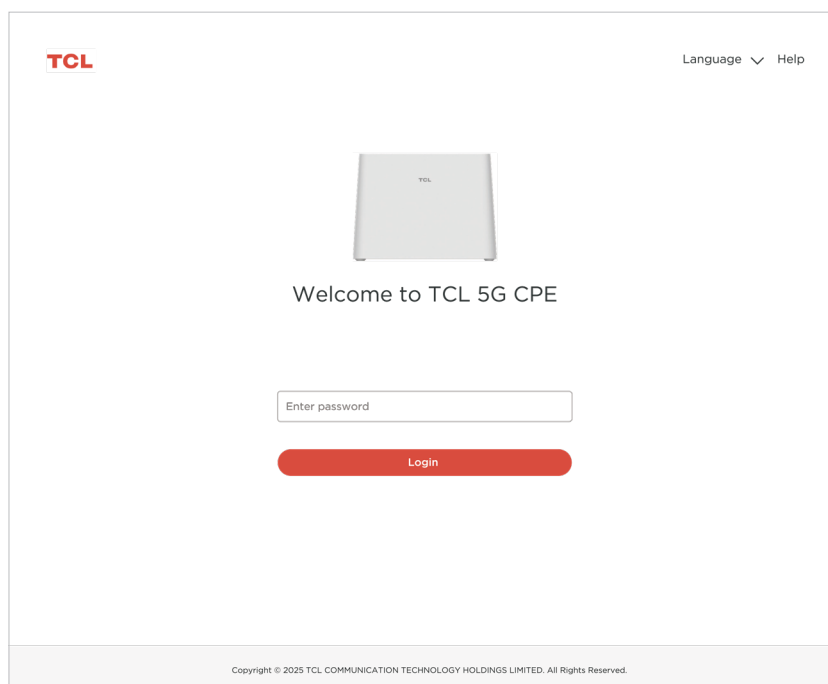 TCL
Language Help
TCL
Welcome to TCL 5G CPE
Enter password
Login
Copyright © 2025 TCL COMMUNICATION TECHNOLOGY HOLDINGS LIMITED. All Rights Reserved.